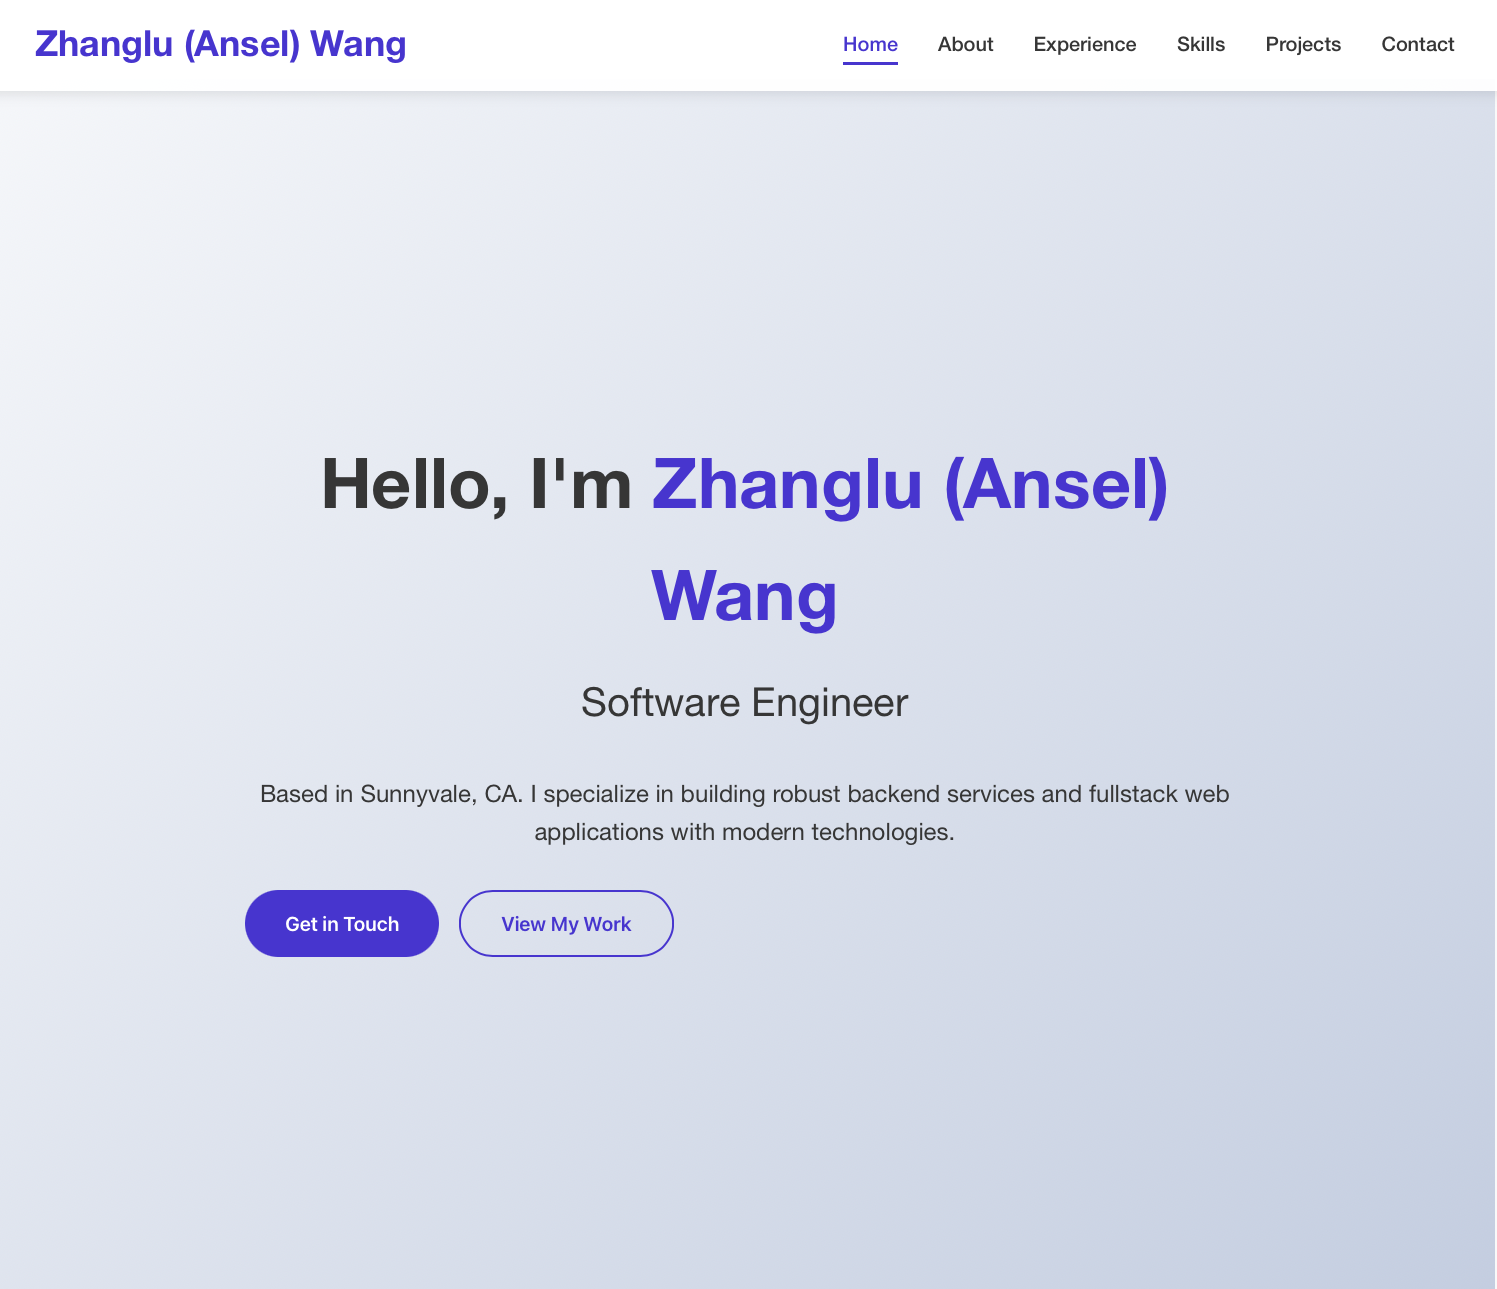 Zhanglu (Ansel) Wang
Home About Experience Skills Projects Contact
Hello, I'm Zhanglu (Ansel)
Wang
Software Engineer
Based in Sunnyvale, CA. I specialize in building robust backend services and fullstack web
applications with modern technologies.
Get in Touch View My Work